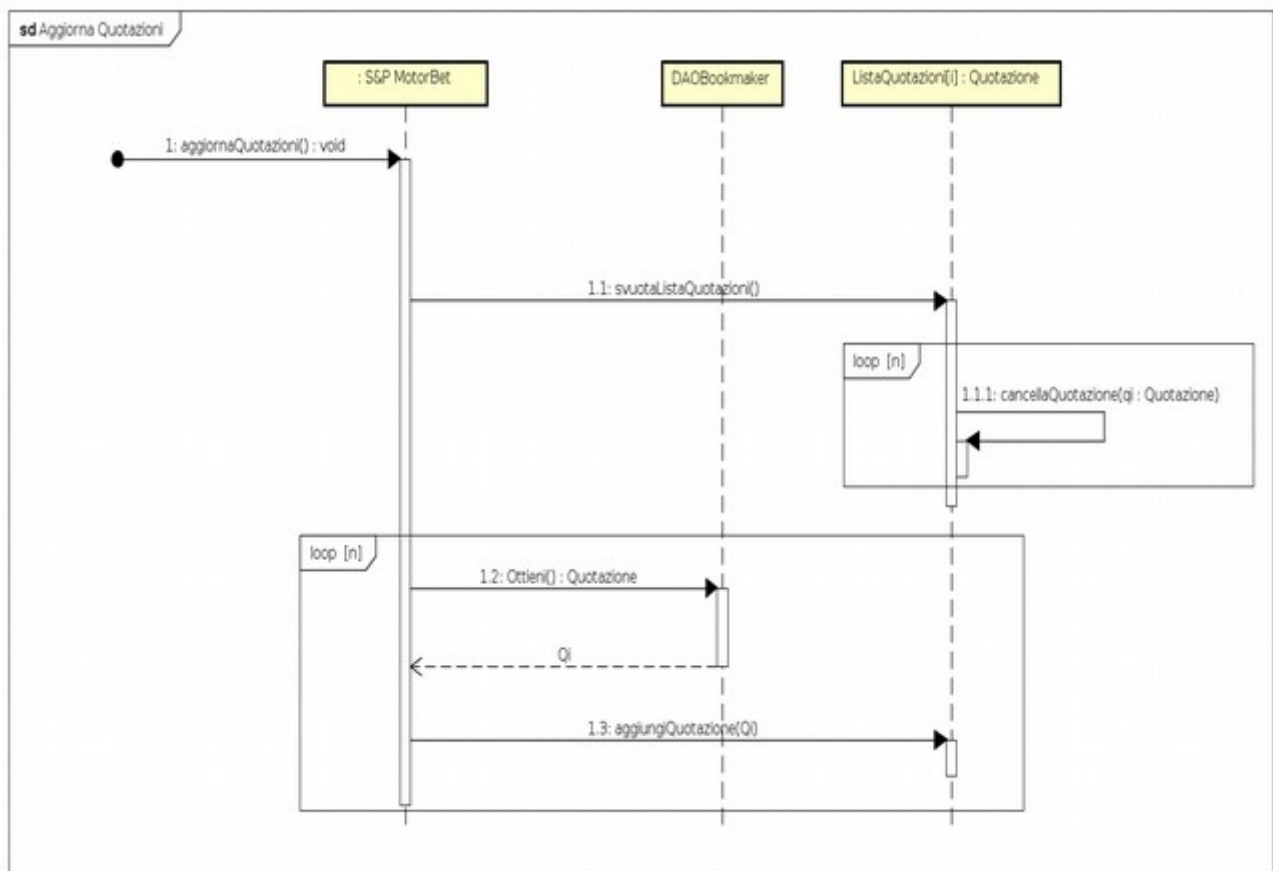 sd Aggiorna Quotazioni
: S&P MotorBet
DAOBookmaker
ListaQuotazioni[i] : Quotazione
1: aggiornaQuotazioni() : void
1.1: svuotaListaQuotazioni()
loop [n]
1.1.1: cancellaQuotazione(qi : Quotazione)
loop [n]
1.2: Ottieni() : Quotazione
Qi
1.3: aggiungiQuotazione(Qi)